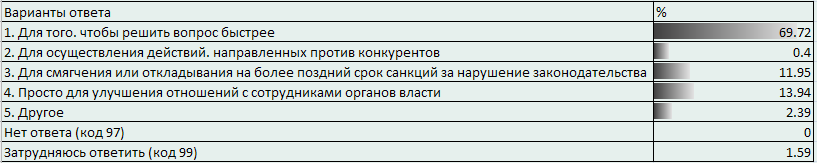 Варианты ответа %
1. Для того. чтобы решить вопрос быстрее 69.72
2. Для осуществления действий. направленных против конкурентов 0.4
3. Для смягчения или откладывания на более поздний срок санкций за нарушение законодательства 11.95
4. Просто для улучшения отношений с сотрудниками органов власти 13.94
5. Другое 2.39
Нет ответа (код 97) 0
Затрудняюсь ответить (код 99) 1.59